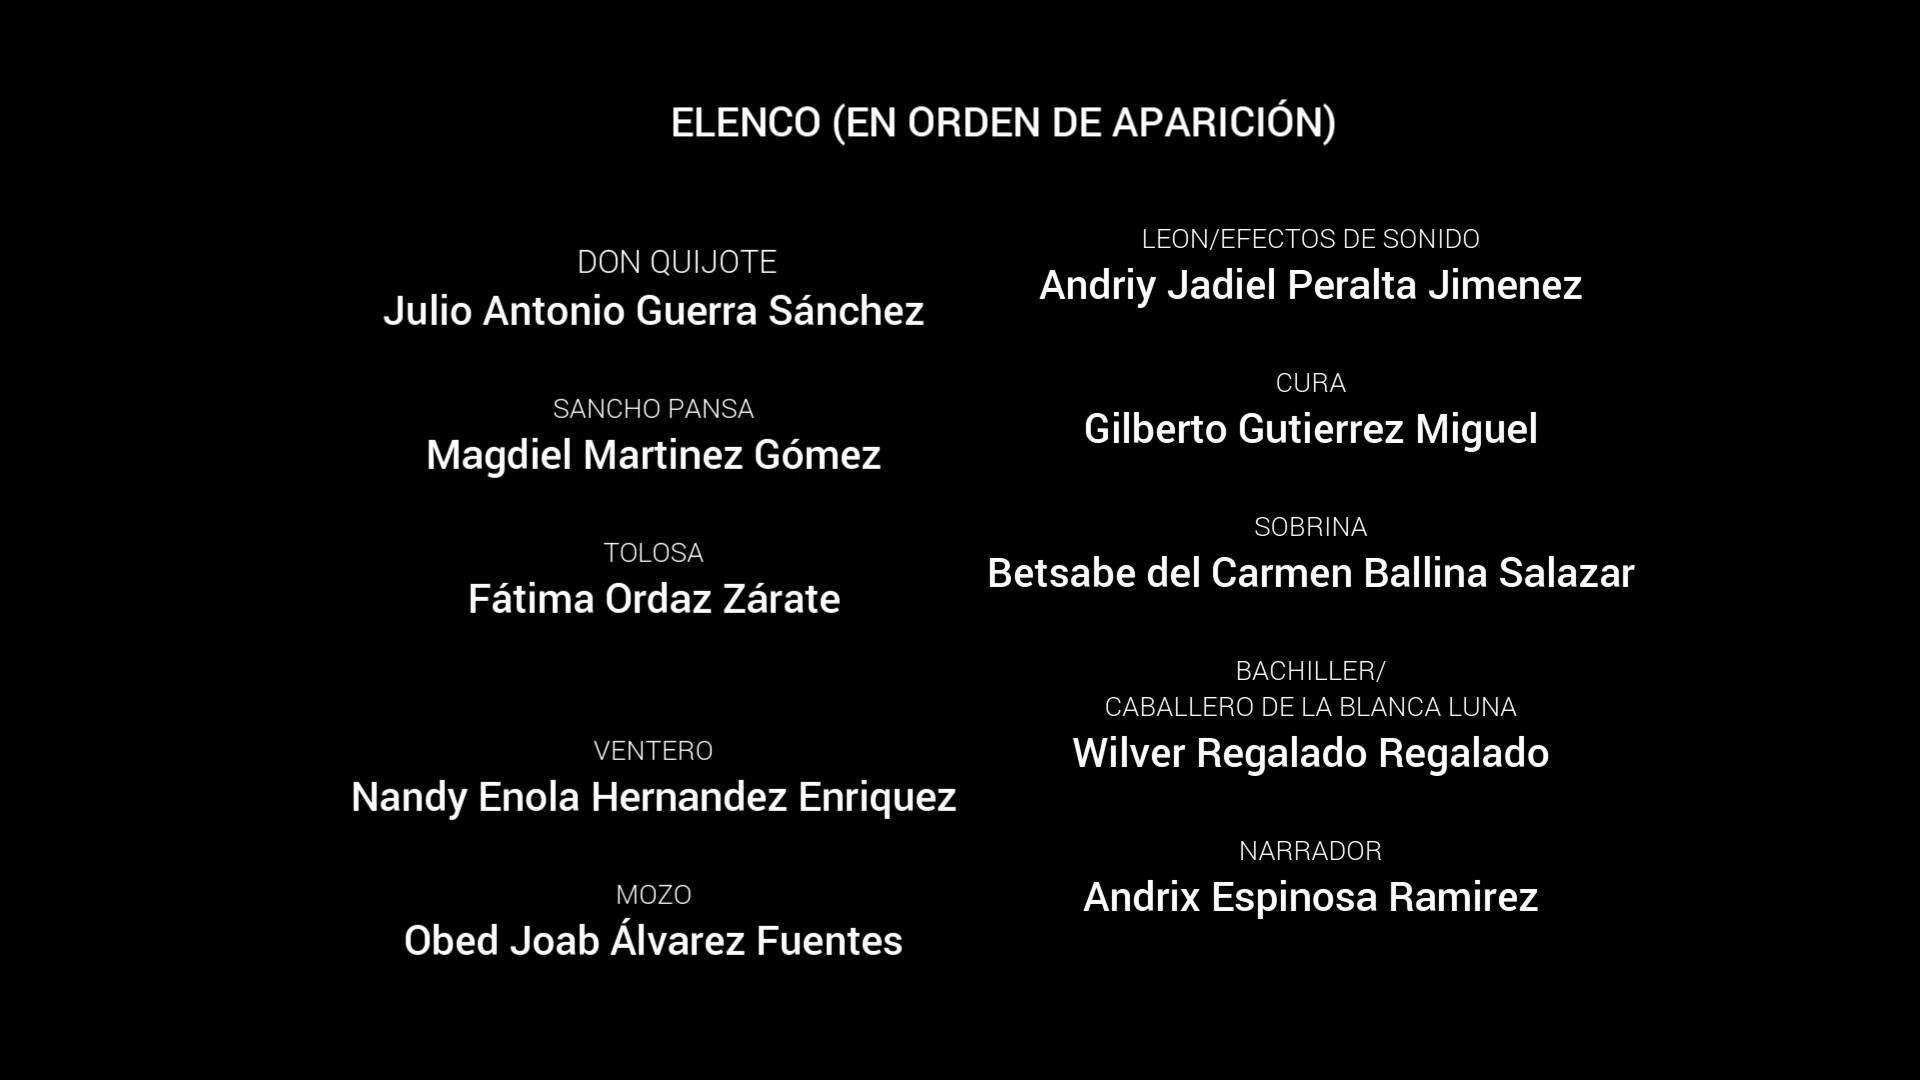 ELENCO (EN ORDEN DE APARICIÓN)
DON QUIJOTE
Julio Antonio Guerra Sánchez
SANCHO PANSA
Magdiel Martinez Gómez
TOLOSA
Fátima Ordaz Zárate
VENTERO
Nandy Enola Hernandez Enriquez
MOZO
Obed Joab Álvarez Fuentes
LEON/EFECTOS DE SONIDO
Andriy Jadiel Peralta Jimenez
CURA
Gilberto Gutierrez Miguel
SOBRINA
Betsabe del Carmen Ballina Salazar
BACHILLER/
CABALLERO DE LA BLANCA LUNA
Wilver Regalado Regalado
NARRADOR
Andrix Espinosa Ramirez